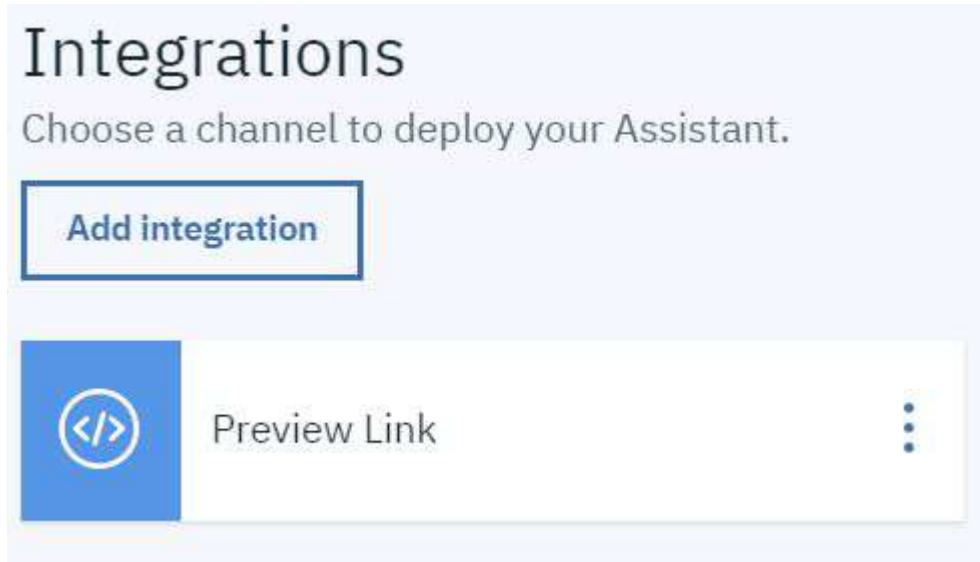 Integrations
Choose a channel to deploy your Assistant.
Add integration
</>
Preview Link